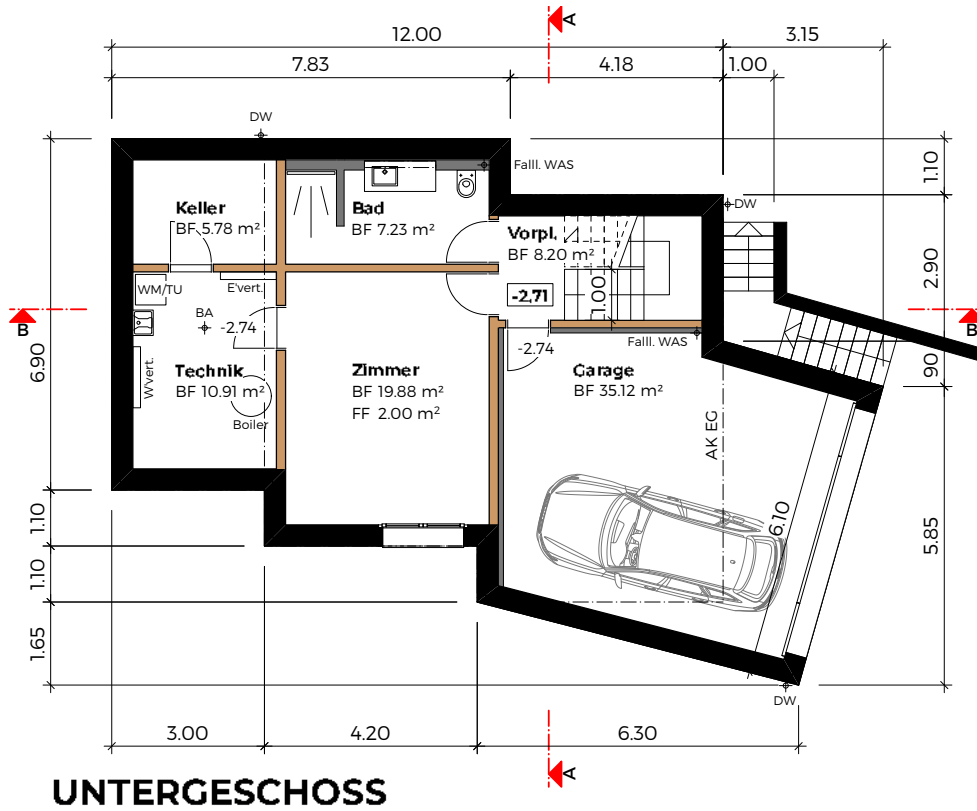 A
12.00
3.15
7.83
4.18
1.00
DW
Falll. WAS
1.10
Keller
BF 5.78 m²
Bad
BF 7.23 m²
DW
Vorpl.
BF 8.20 m²
2.90
WM/TU
E'vert.
-2.71
1.00
B
BA
-2.74
B
6.90
-2.74
Falll. WAS
W'vert.
Technik
BF 10.91 m²
Zimmer
BF 19.88 m²
FF 2.00 m²
Garage
BF 35.12 m²
90
Boiler
AK EG
1.10
6.10
5.85
1.10
1.65
DW
3.00
4.20
6.30
A
UNTERGESCHOSS